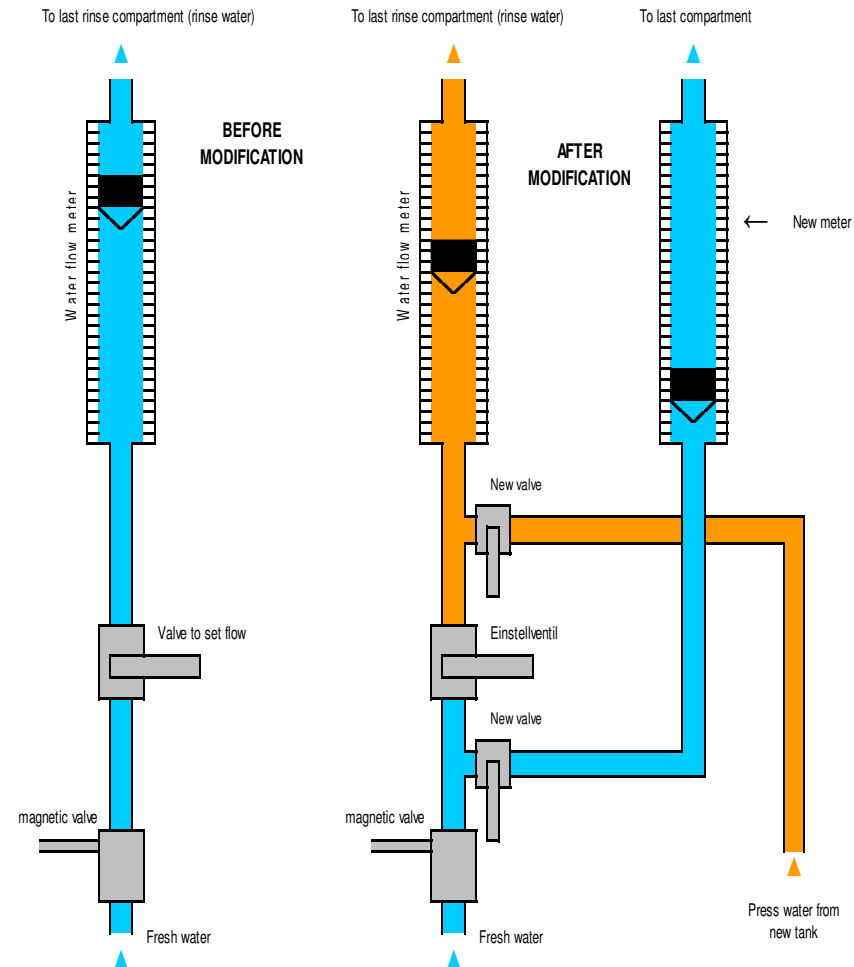 To last rinse compartment (rinse water)
To last rinse compartment (rinse water)
To last compartment
BEFORE
MODIFICATION
AFTER
MODIFICATION
Water flow meter
Water flow meter
← New meter
New valve
Valve to set flow
Einstellventil
New valve
magnetic valve
magnetic valve
Press water from
new tank
Fresh water
Fresh water